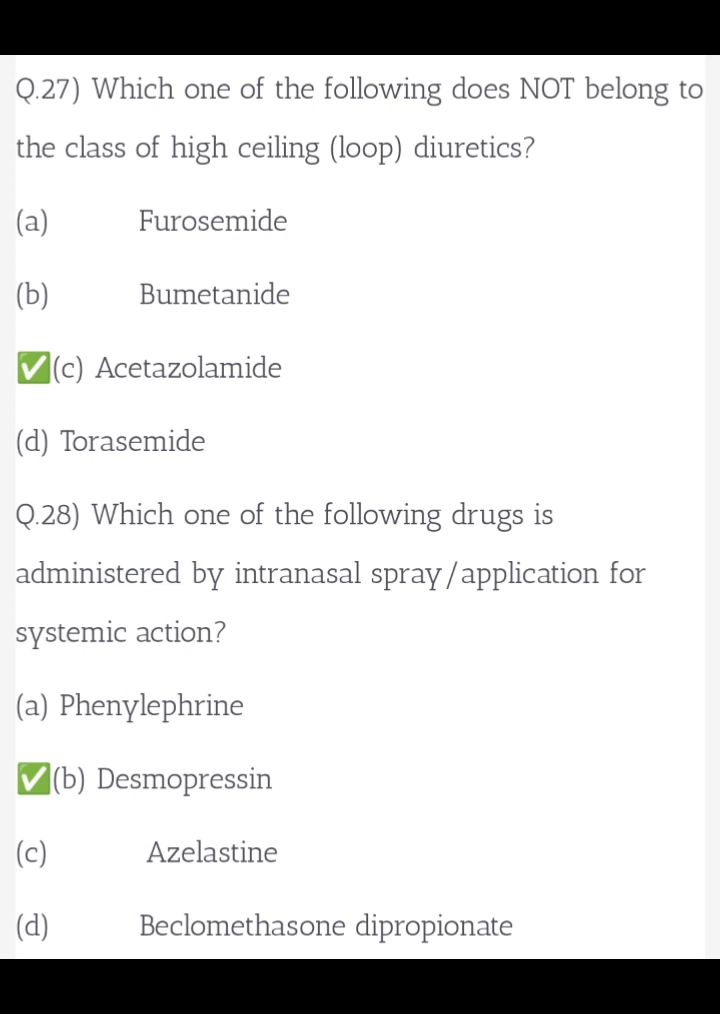 Q.27) Which one of the following does NOT belong to
the class of high ceiling (loop) diuretics?
(a) Furosemide
(b) Bumetanide
✅(c) Acetazolamide
(d) Torasemide
Q.28) Which one of the following drugs is
administered by intranasal spray/application for
systemic action?
(a) Phenylephrine
✅(b) Desmopressin
(c) Azelastine
(d) Beclomethasone dipropionate